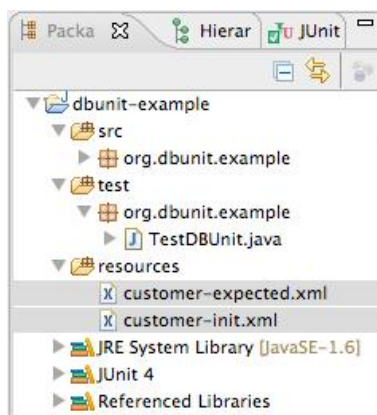 Packa Hierar JU JUnit
dbunit-example
src
org.dbunit.example
test
org.dbunit.example
J TestDBUnit.java
resources
X customer-expected.xml
X customer-init.xml
JRE System Library [JavaSE-1.6]
JUnit 4
Referenced Libraries